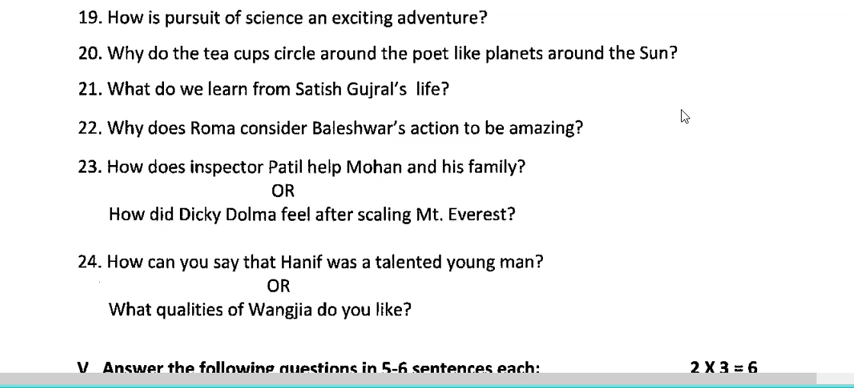 19. How is pursuit of science an exciting adventure?
20. Why do the tea cups circle around the poet like planets around the Sun?
21. What do we learn from Satish Gujral's life?
22. Why does Roma consider Baleshwar's action to be amazing?
23. How does inspector Patil help Mohan and his family?
OR
How did Dicky Dolma feel after scaling Mt. Everest?
24. How can you say that Hanif was a talented young man?
OR
What qualities of Wangjia do you like?
V Answer the following questions in 5-6 sentences each: 2 X 3 = 6